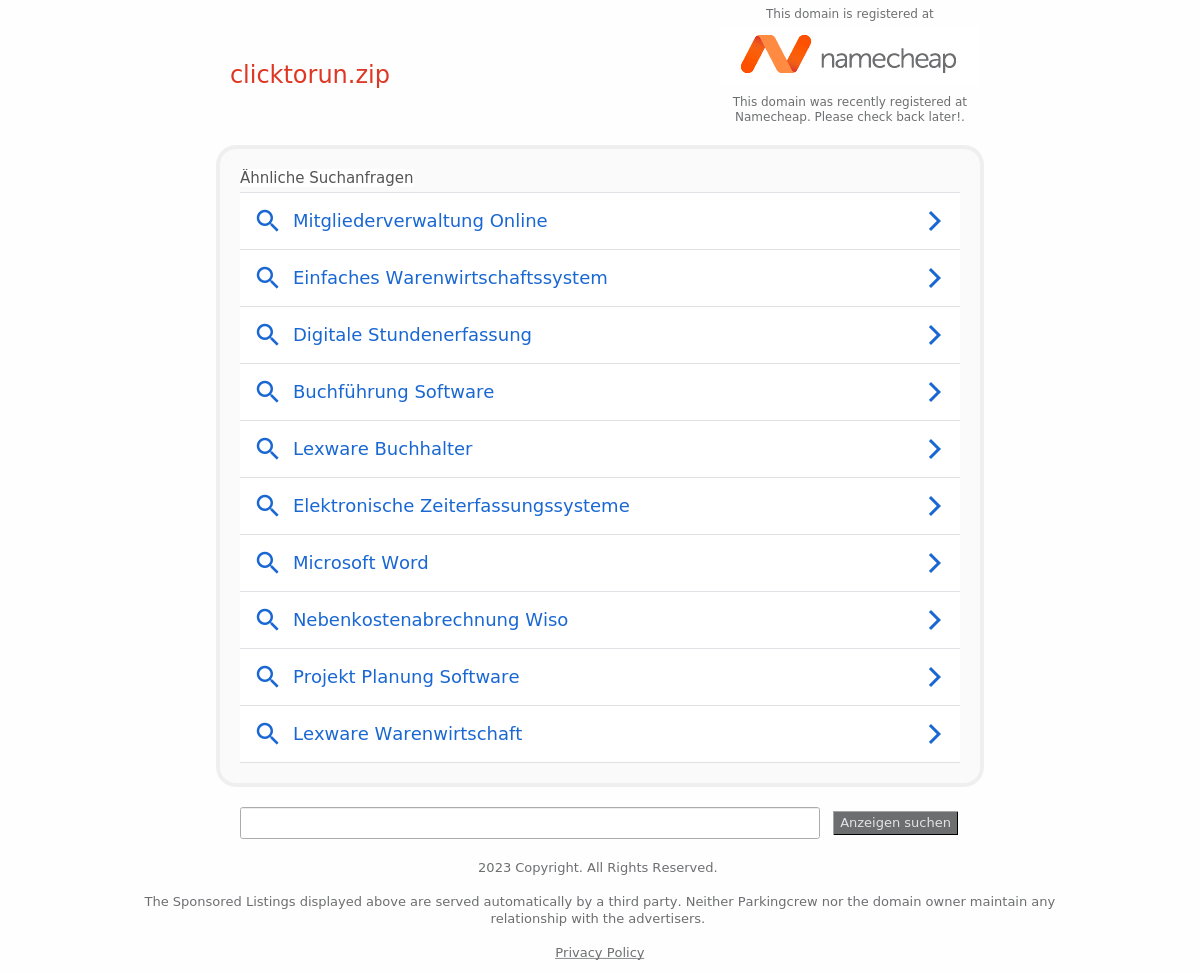 This domain is registered at
namecheap
clicktorun.zip
This domain was recently registered at
Namecheap. Please check back later!.
Ähnliche Suchanfragen
Mitgliederverwaltung Online
Einfaches Warenwirtschaftssystem
Digitale Stundenerfassung
Buchführung Software
Lexware Buchhalter
Elektronische Zeiterfassungssysteme
Microsoft Word
Nebenkostenabrechnung Wiso
Projekt Planung Software
Lexware Warenwirtschaft
Anzeigen suchen
2023 Copyright. All Rights Reserved.
The Sponsored Listings displayed above are served automatically by a third party. Neither Parkingcrew nor the domain owner maintain any
relationship with the advertisers.
Privacy Policy